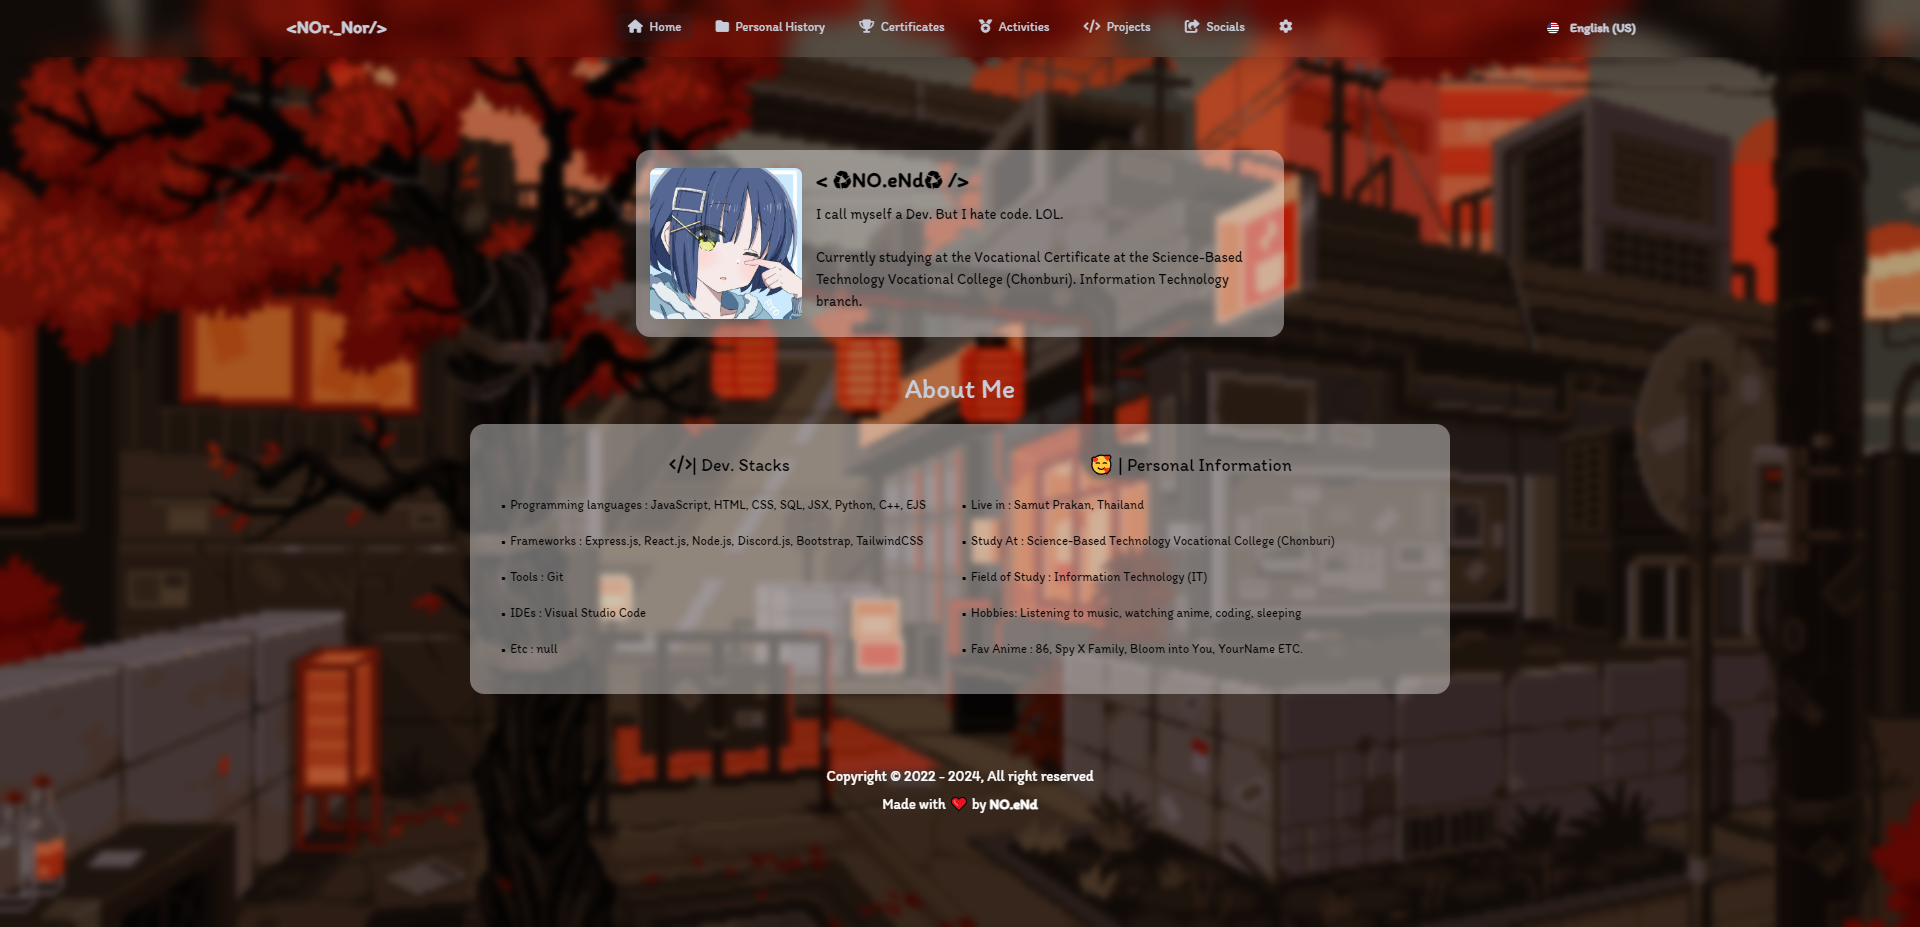 <NOr._Nor/>
Home
Personal History
Certificates
Activities
Projects
Socials
English (US)
< ♻NO.eNd♻ />
I call myself a Dev. But I hate code. LOL.
Currently studying at the Vocational Certificate at the Science-Based
Technology Vocational College (Chonburi). Information Technology
branch.
About Me
</>| Dev. Stacks
▪ Programming languages : JavaScript, HTML, CSS, SQL, JSX, Python, C++, EJS
▪ Frameworks : Express.js, React.js, Node.js, Discord.js, Bootstrap, TailwindCSS
▪ Tools : Git
▪ IDEs : Visual Studio Code
▪ Etc : null
🥰 | Personal Information
▪ Live in : Samut Prakan, Thailand
▪ Study At : Science-Based Technology Vocational College (Chonburi)
▪ Field of Study : Information Technology (IT)
▪ Hobbies: Listening to music, watching anime, coding, sleeping
▪ Fav Anime : 86, Spy X Family, Bloom into You, YourName ETC.
Copyright © 2022 - 2024, All right reserved
Made with ❤ by NO.eNd